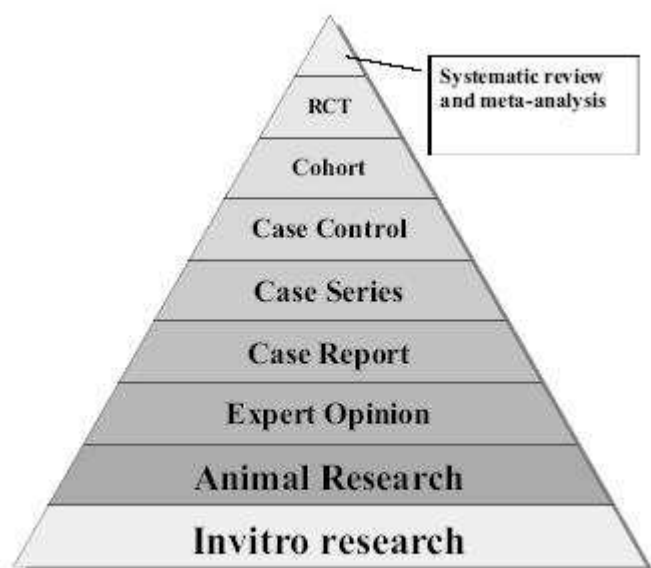 Systematic review
and meta-analysis
RCT
Cohort
Case Control
Case Series
Case Report
Expert Opinion
Animal Research
Invitro research